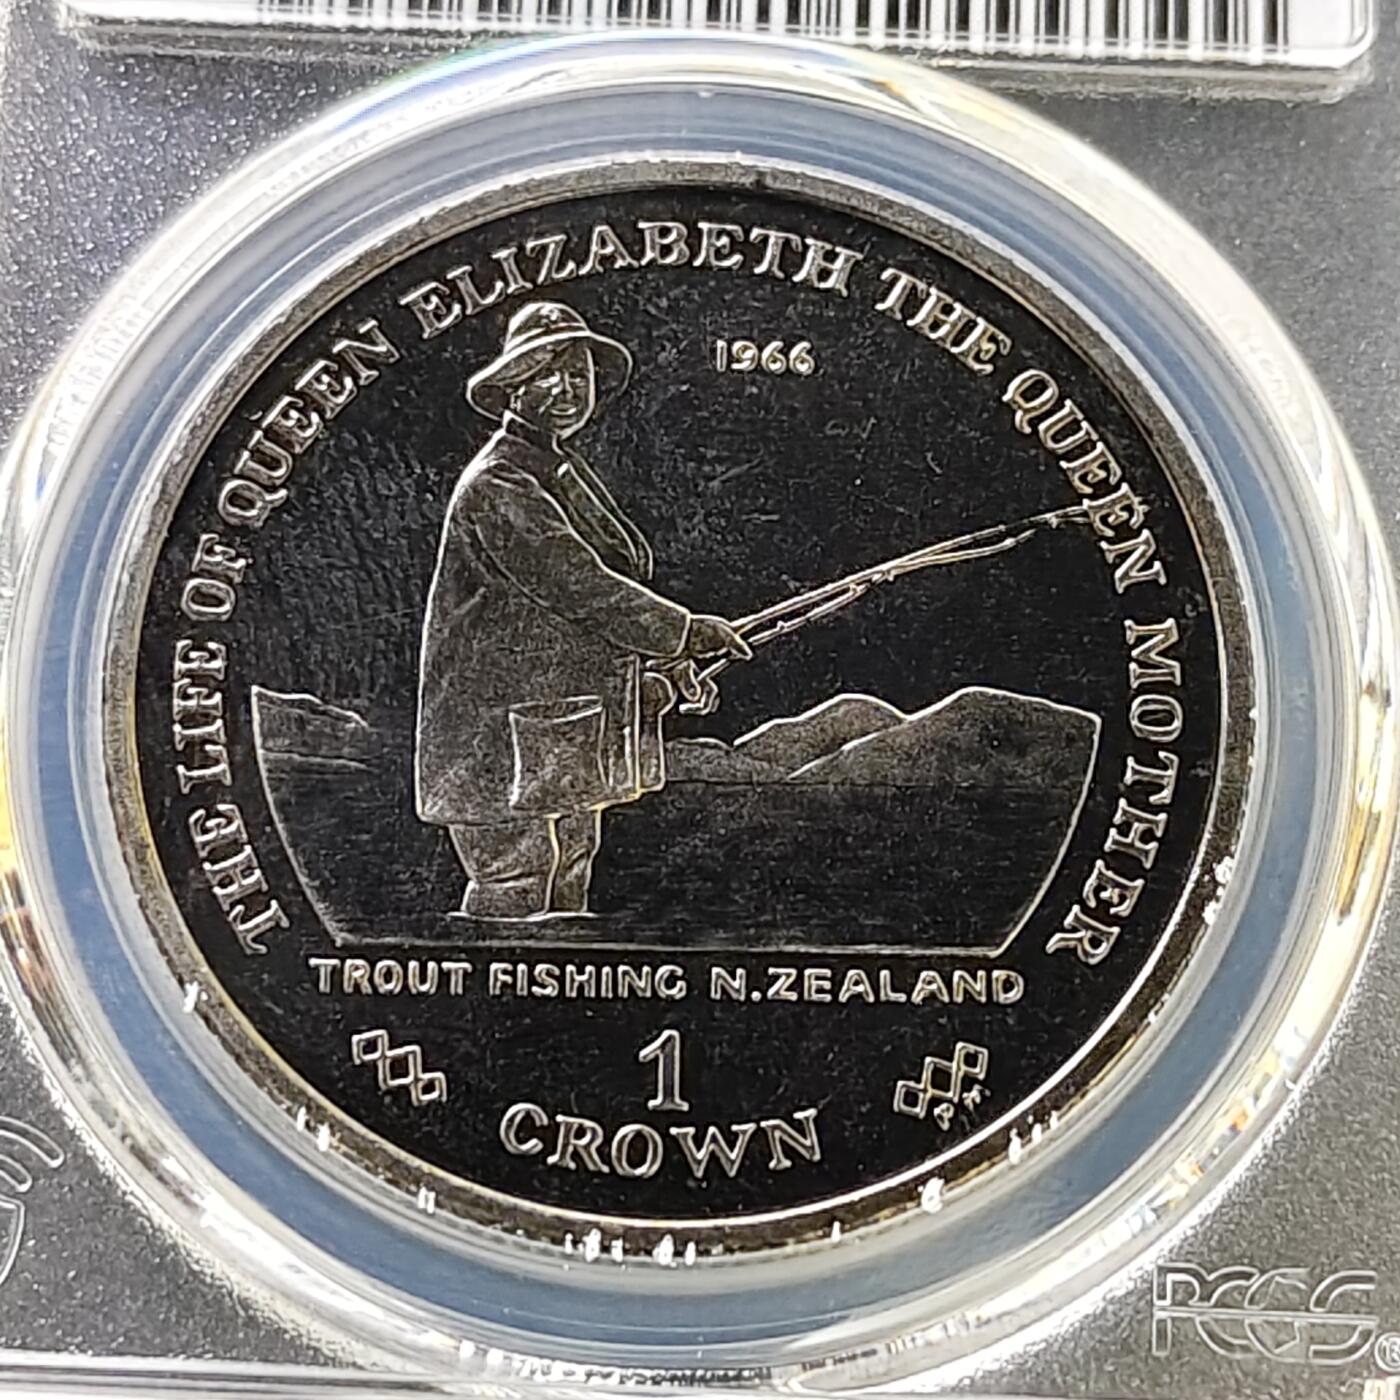 THE LIFE OF QUEEN ELIZABETH THE QUEEN MOTHER
1966
TROUT FISHING N.ZEALAND
1
CROWN
PCGS